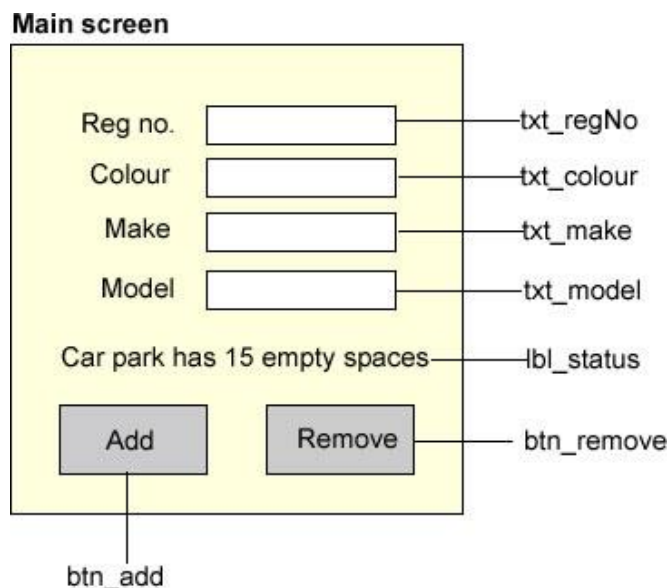 Main screen
Reg no. txt_regNo
Colour txt_colour
Make txt_make
Model txt_model
Car park has 15 empty spaces lbl_status
Add Remove btn_remove
btn_add